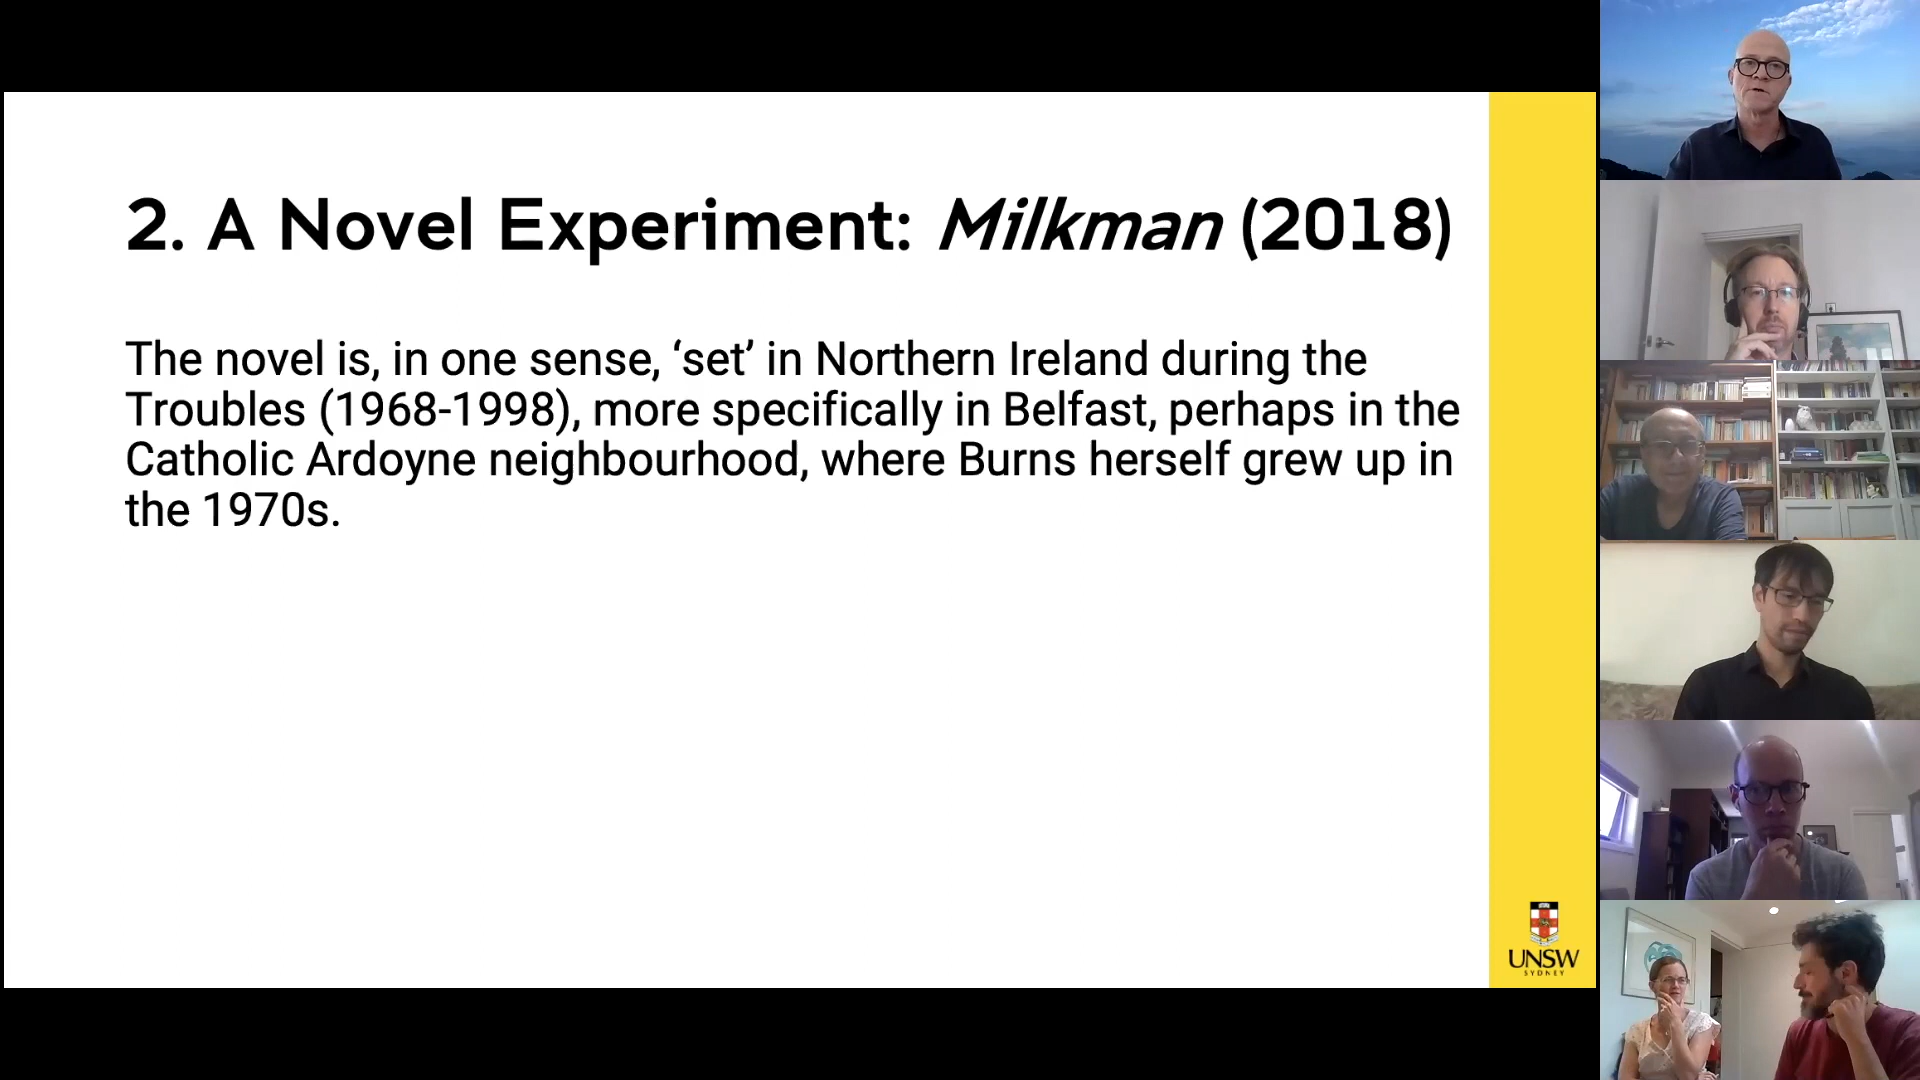 2. A Novel Experiment: Milkman (2018)
The novel is, in one sense, ‘set’ in Northern Ireland during the
Troubles (1968-1998), more specifically in Belfast, perhaps in the
Catholic Ardoyne neighbourhood, where Burns herself grew up in
the 1970s.
UNSW
SYDNEY